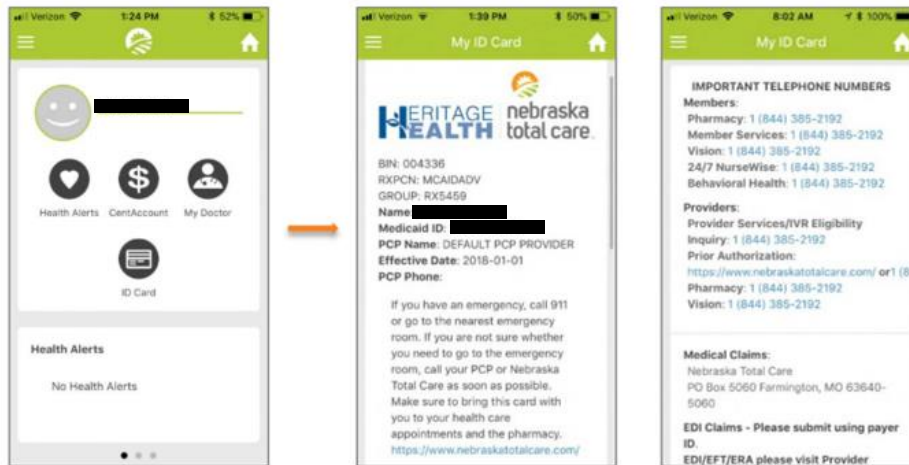 Verizon 1:24 PM 52%
Health Alerts CentAccount My Doctor
ID Card
Health Alerts
No Health Alerts
Verizon 1:39 PM 50%
My ID Card
HERITAGE HEALTH
nebraska total care
BIN: 004336
RXPCN: MCAIDADV
GROUP: RX5459
Name
Medicaid ID:
PCP Name: DEFAULT PCP PROVIDER
Effective Date: 2018-01-01
PCP Phone:
If you have an emergency, call 911
or go to the nearest emergency
room. If you are not sure whether
you need to go to the emergency
room, call your PCP or Nebraska
Total Care as soon as possible.
Make sure to bring this card with
you to your health care
appointments and the pharmacy.
https://www.nebraskatotalcare.com/
Verizon 8:02 AM 100%
My ID Card
IMPORTANT TELEPHONE NUMBERS
Members:
Pharmacy: 1 (844) 385-2192
Member Services: 1 (844) 385-2192
Vision: 1 (844) 385-2192
24/7 NurseWise: 1 (844) 385-2192
Behavioral Health: 1 (844) 385-2192
Providers:
Provider Services/IVR Eligibility
Inquiry: 1 (844) 385-2192
Prior Authorization:
https://www.nebraskatotalcare.com/ or1 (8
Pharmacy: 1 (844) 385-2192
Vision: 1 (844) 385-2192
Medical Claims:
Nebraska Total Care
PO Box 5060 Farmington, MO 63640-
5060
EDI Claims - Please submit using payer
ID.
EDI/EFT/ERA please visit Provider